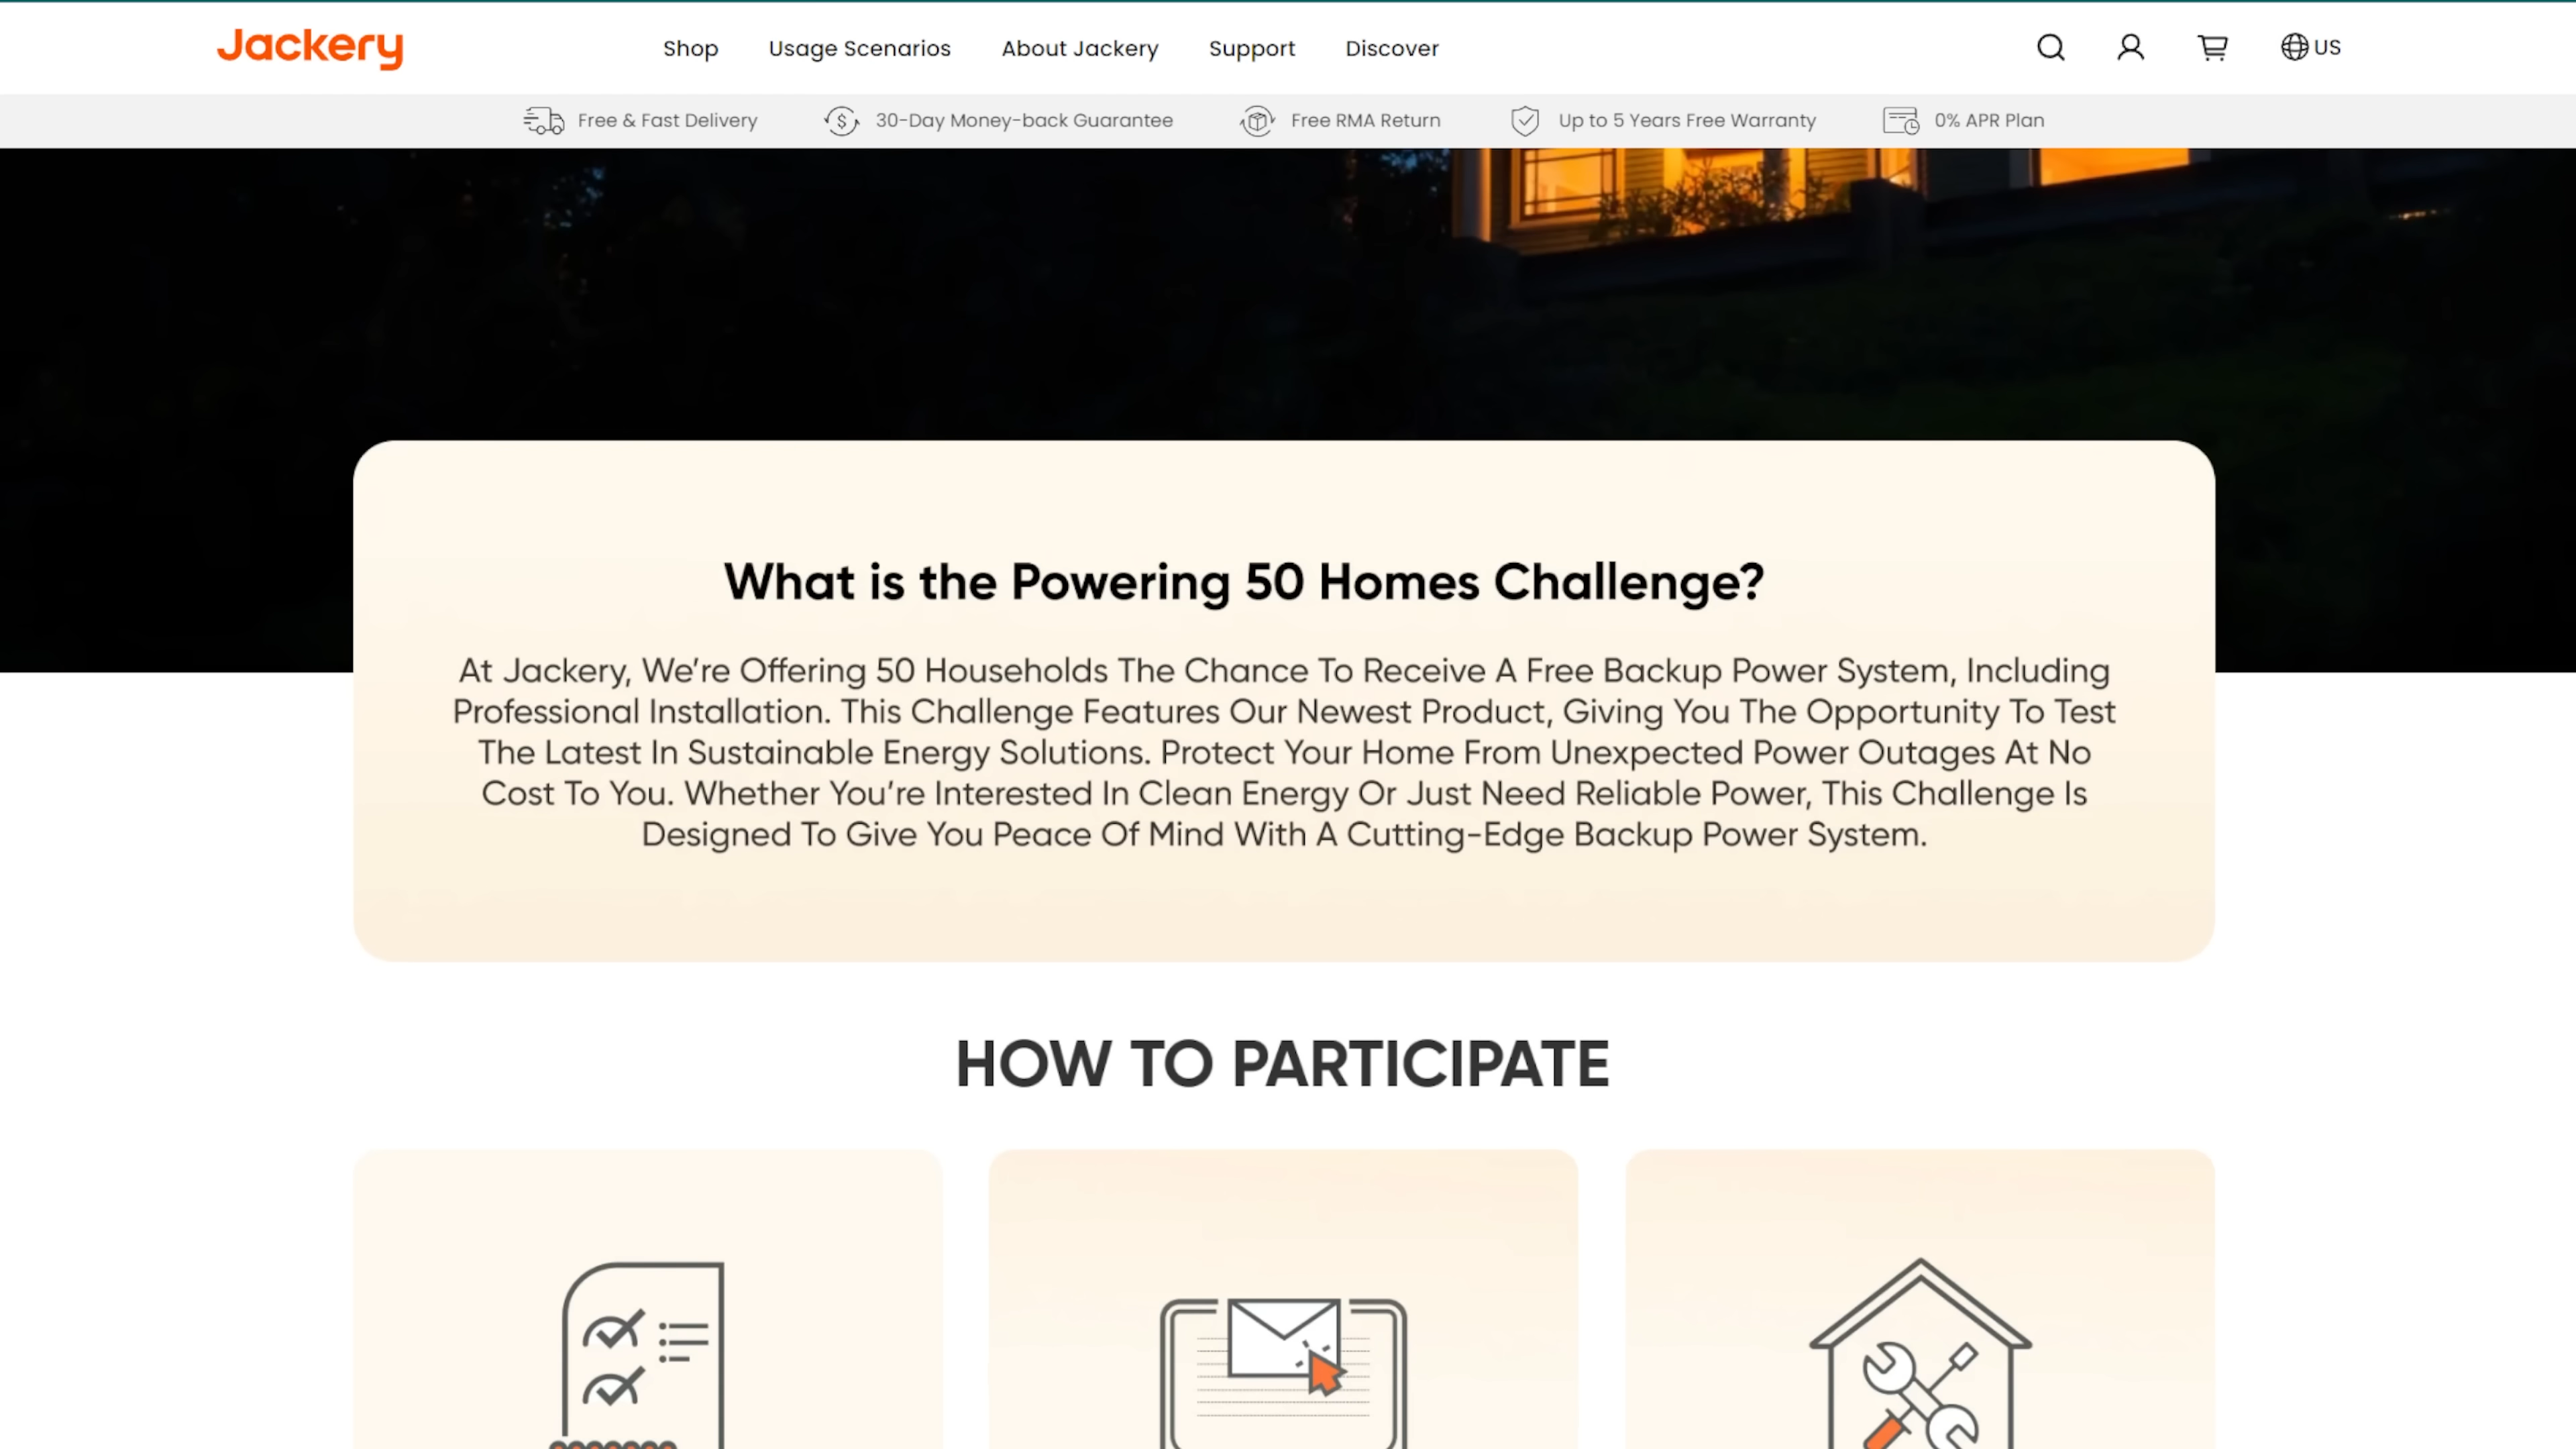 Jackery
Shop
Usage Scenarios
About Jackery
Support
Discover
US
Free & Fast Delivery
30-Day Money-back Guarantee
Free RMA Return
Up to 5 Years Free Warranty
0% APR Plan
What is the Powering 50 Homes Challenge?
At Jackery, We’re Offering 50 Households The Chance To Receive A Free Backup Power System, Including
Professional Installation. This Challenge Features Our Newest Product, Giving You The Opportunity To Test
The Latest In Sustainable Energy Solutions. Protect Your Home From Unexpected Power Outages At No
Cost To You. Whether You’re Interested In Clean Energy Or Just Need Reliable Power, This Challenge Is
Designed To Give You Peace Of Mind With A Cutting-Edge Backup Power System.
HOW TO PARTICIPATE